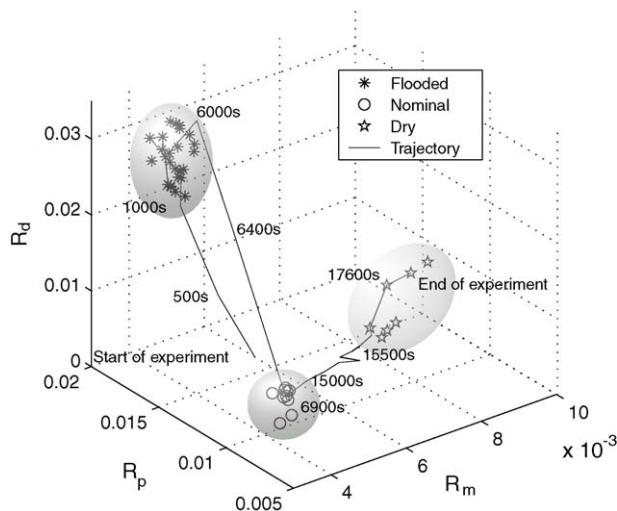 Flooded
Nominal
Dry
Trajectory
6000s
0.03
1000s
0.02
6400s
17600s
0.01
500s
End of experiment
0
Start of experiment
15500s
15000s
6900s
0.02
0.015
0.01
0.005
4
6
8
10
x 10⁻³
R_d
R_p
R_m